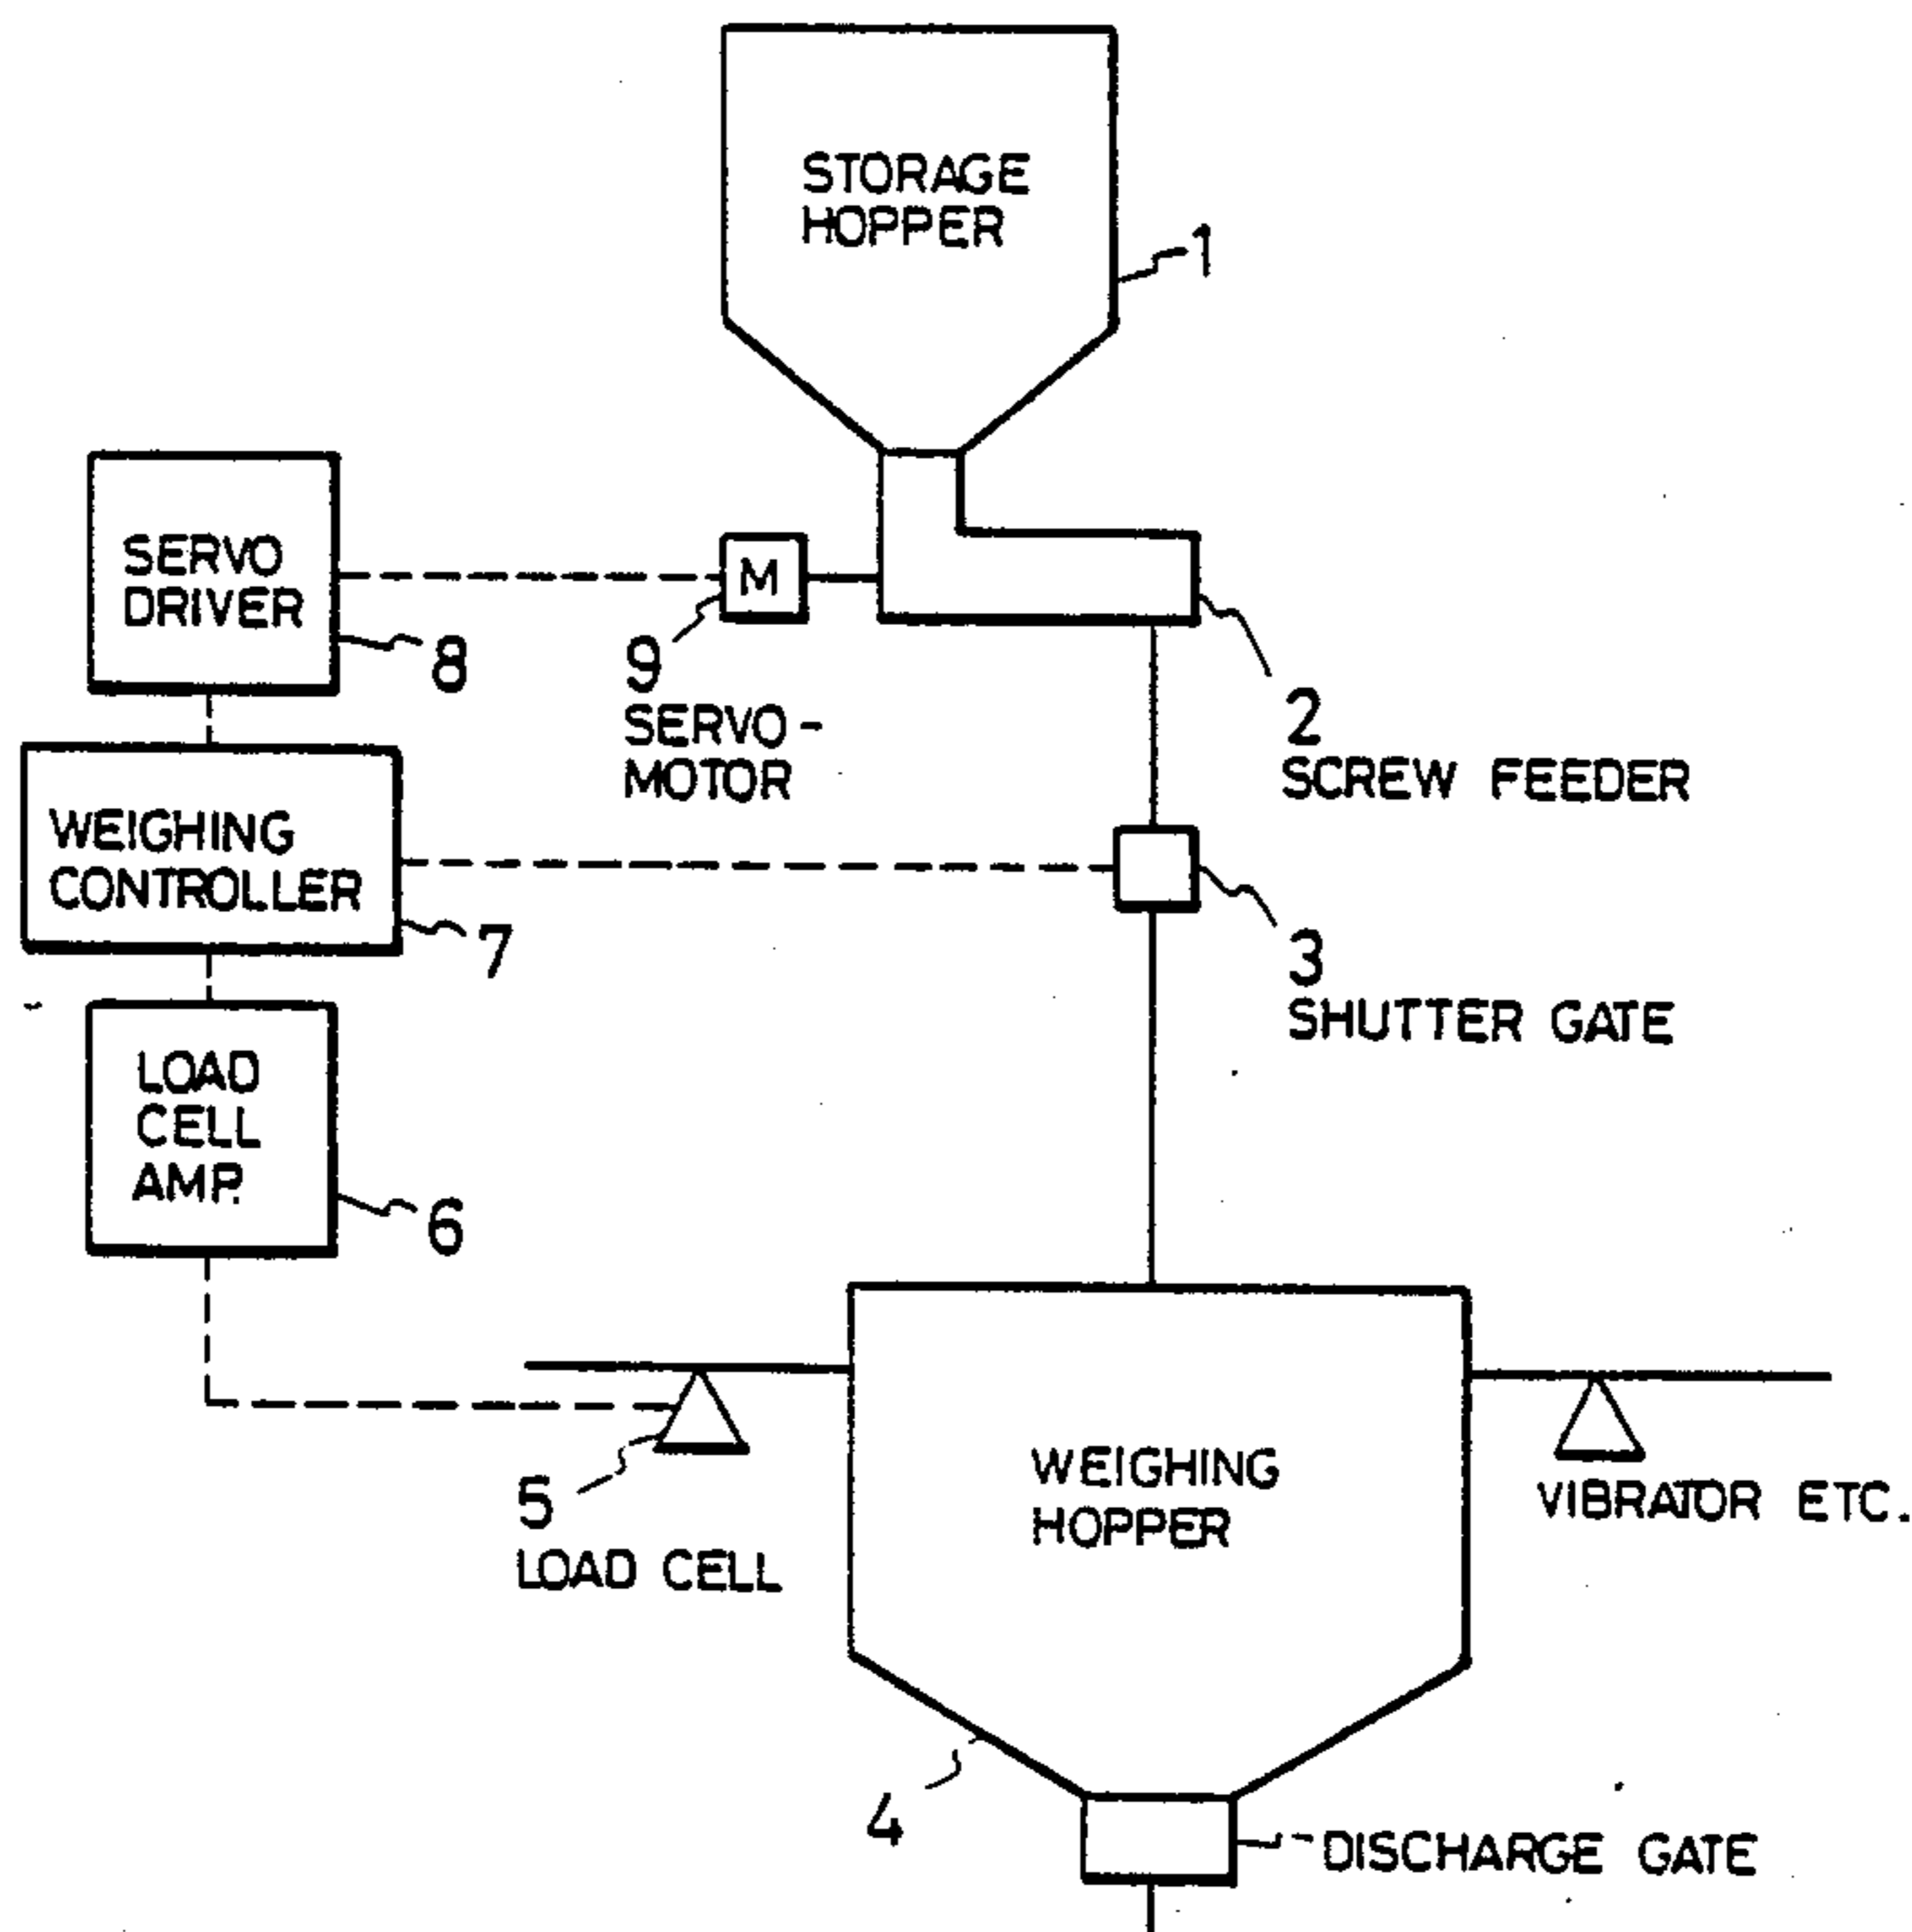 STORAGE
HOPPER
1
SERVO
DRIVER
8
M
9
SERVO-
MOTOR
2
SCREW FEEDER
WEIGHING
CONTROLLER
7
3
SHUTTER GATE
LOAD
CELL
AMP.
6
5
LOAD CELL
WEIGHING
HOPPER
VIBRATOR ETC.
4
DISCHARGE GATE